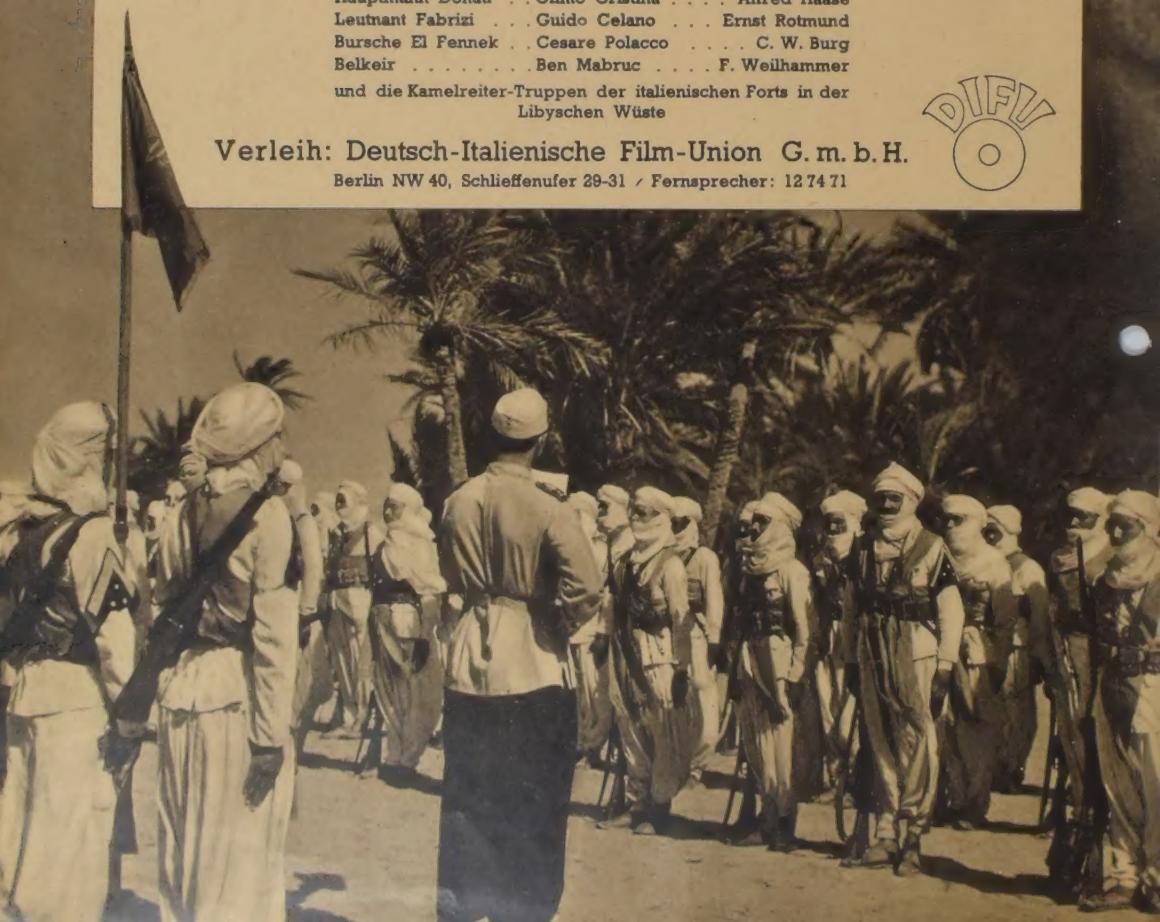 Leutnant Fabrizi . . . Guido Celano . . . Ernst Rotmund
Bursche El Fennek . . Cesare Polacco . . . . C. W. Burg
Belkeir . . . . . . . . Ben Mabruc . . . . F. Weilhammer
und die Kamelreiter-Truppen der italienischen Forts in der
Libyschen Wüste
DIFU
Verleih: Deutsch-Italienische Film-Union G. m. b. H.
Berlin NW 40, Schlieffenufer 29-31 / Fernsprecher: 12 74 71